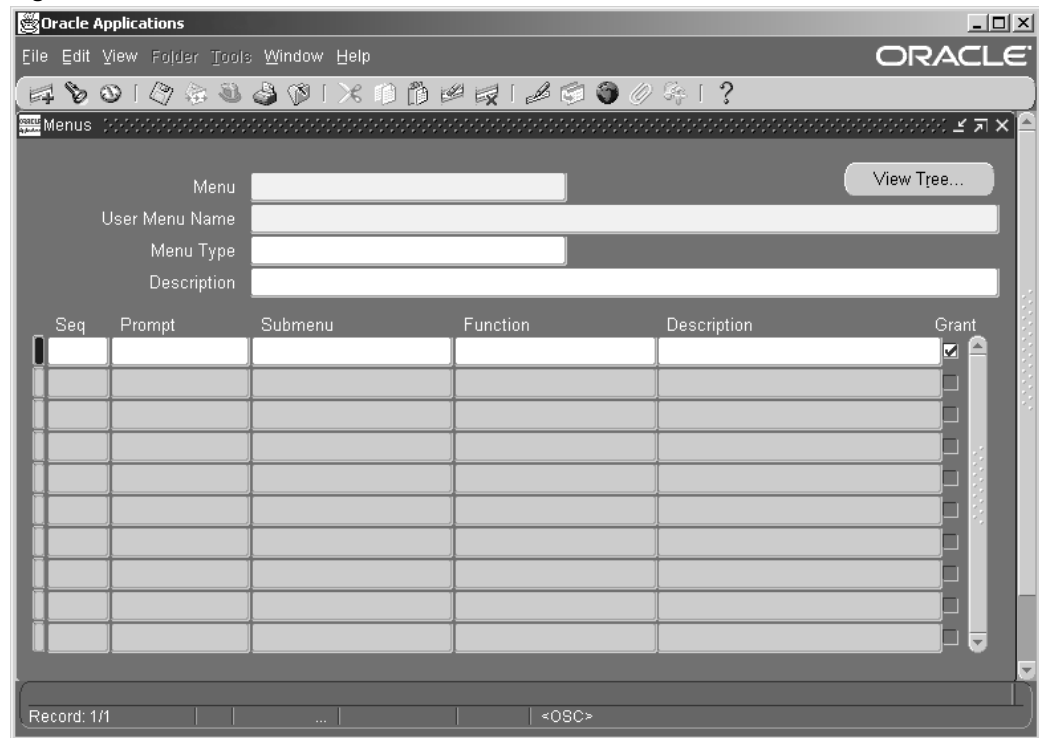 Oracle Applications
File Edit View Folder Tools Window Help
ORACLE
Menus
View Tree...
Menu
User Menu Name
Menu Type
Description
Seq Prompt Submenu Function Description Grant
Record: 1/1 ... <OSC>